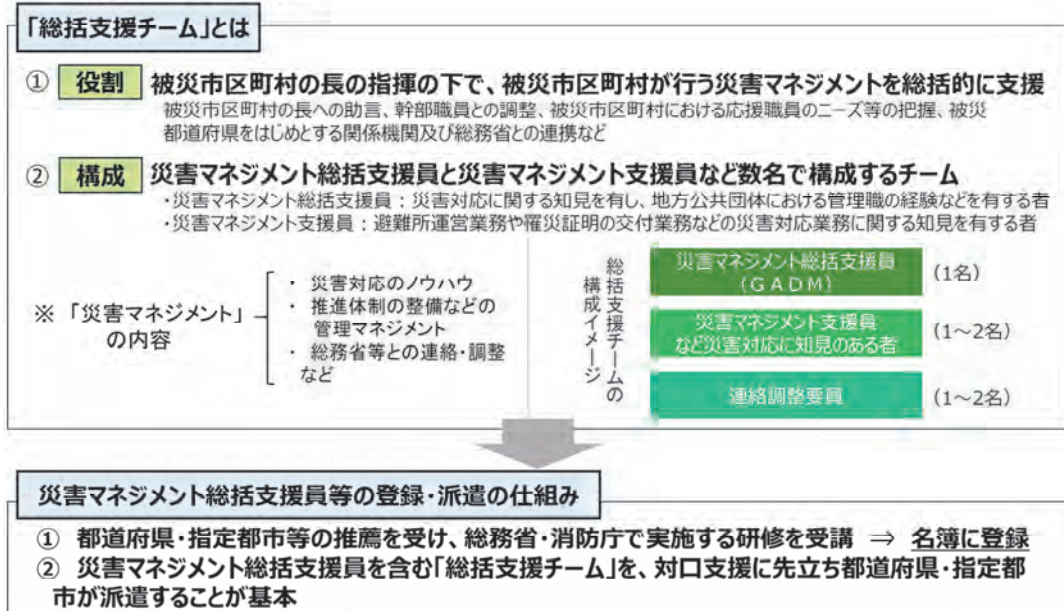 「総括支援チーム」とは
① 役割 被災市区町村の長の指揮の下で、被災市区町村が行う災害マネジメントを総括的に支援
被災市区町村の長への助言、幹部職員との調整、被災市区町村における応援職員のニーズ等の把握、被災
都道府県をはじめとする関係機関及び総務省との連携など
② 構成 災害マネジメント総括支援員と災害マネジメント支援員など数名で構成するチーム
・災害マネジメント総括支援員：災害対応に関する知見を有し、地方公共団体における管理職の経験などを有する者
・災害マネジメント支援員：避難所運営業務や罹災証明の交付業務などの災害対応業務に関する知見を有する者
※ 「災害マネジメント」
の内容
・ 災害対応のノウハウ
・ 推進体制の整備などの
管理マネジメント
・ 総務省等との連絡・調整
など
総括支援チームの
構成イメージ
災害マネジメント総括支援員
（ＧＡＤＭ）
（1名）
災害マネジメント支援員
など災害対応に知見のある者
（1～2名）
連絡調整要員
（1～2名）
災害マネジメント総括支援員等の登録・派遣の仕組み
① 都道府県・指定都市等の推薦を受け、総務省・消防庁で実施する研修を受講 ⇒ 名簿に登録
② 災害マネジメント総括支援員を含む「総括支援チーム」を、対口支援に先立ち都道府県・指定都
市が派遣することが基本